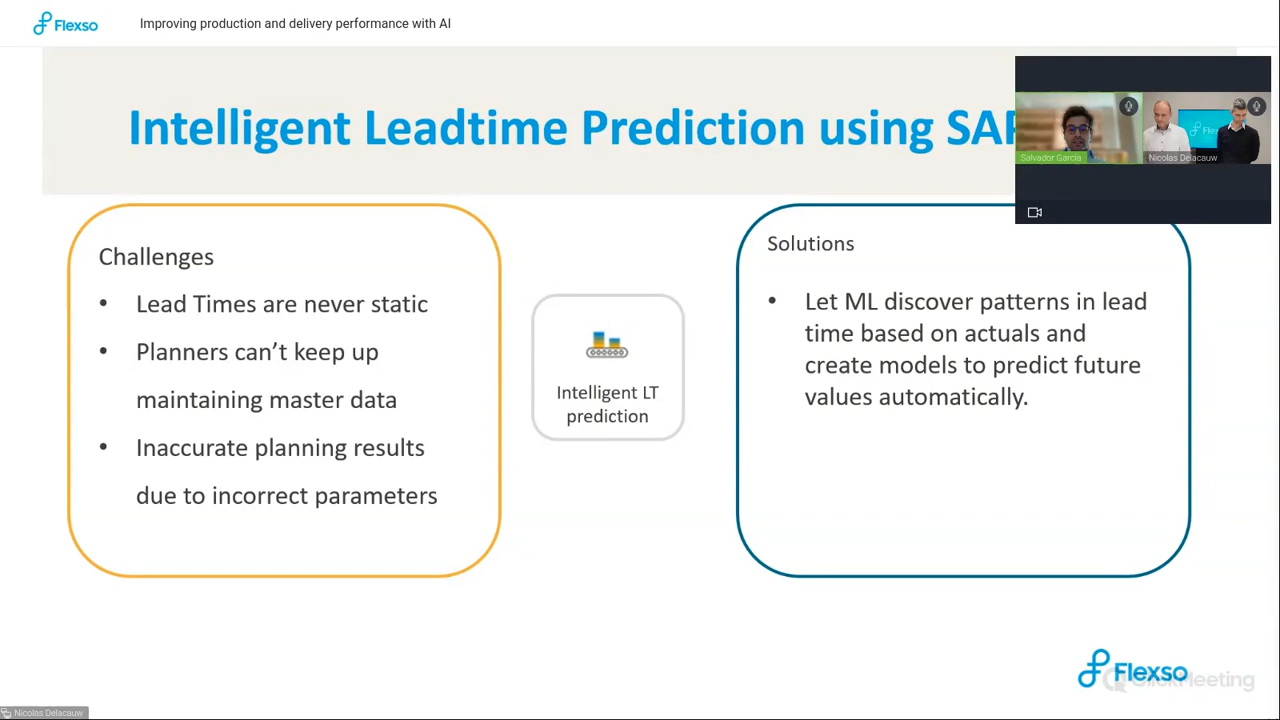 Flexso
Improving production and delivery performance with AI
Intelligent Leadtime Prediction using SAP
Salvador Garcia
Nicolas Delacauw
Challenges
• Lead Times are never static
• Planners can’t keep up
maintaining master data
• Inaccurate planning results
due to incorrect parameters
Intelligent LT
prediction
Solutions
• Let ML discover patterns in lead
time based on actuals and
create models to predict future
values automatically.
Flexso
ClickMeeting
Nicolas Delacauw